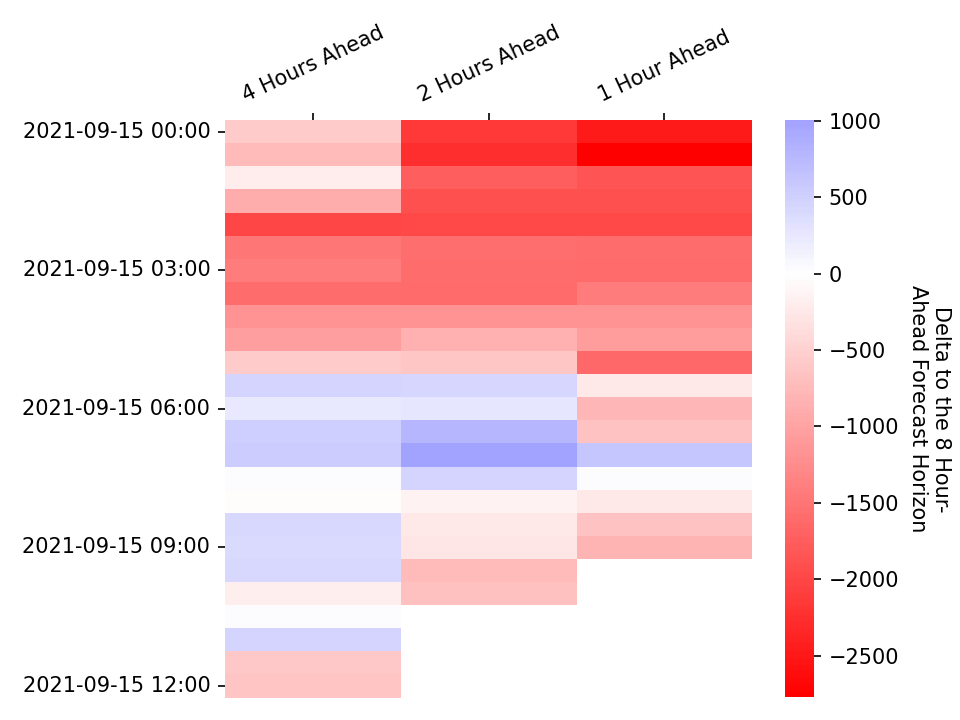 4 Hours Ahead
2 Hours Ahead
1 Hour Ahead
2021-09-15 00:00
2021-09-15 03:00
2021-09-15 06:00
2021-09-15 09:00
2021-09-15 12:00
1000
500
0
−500
−1000
−1500
−2000
−2500
Delta to the 8 Hour-
Ahead Forecast Horizon